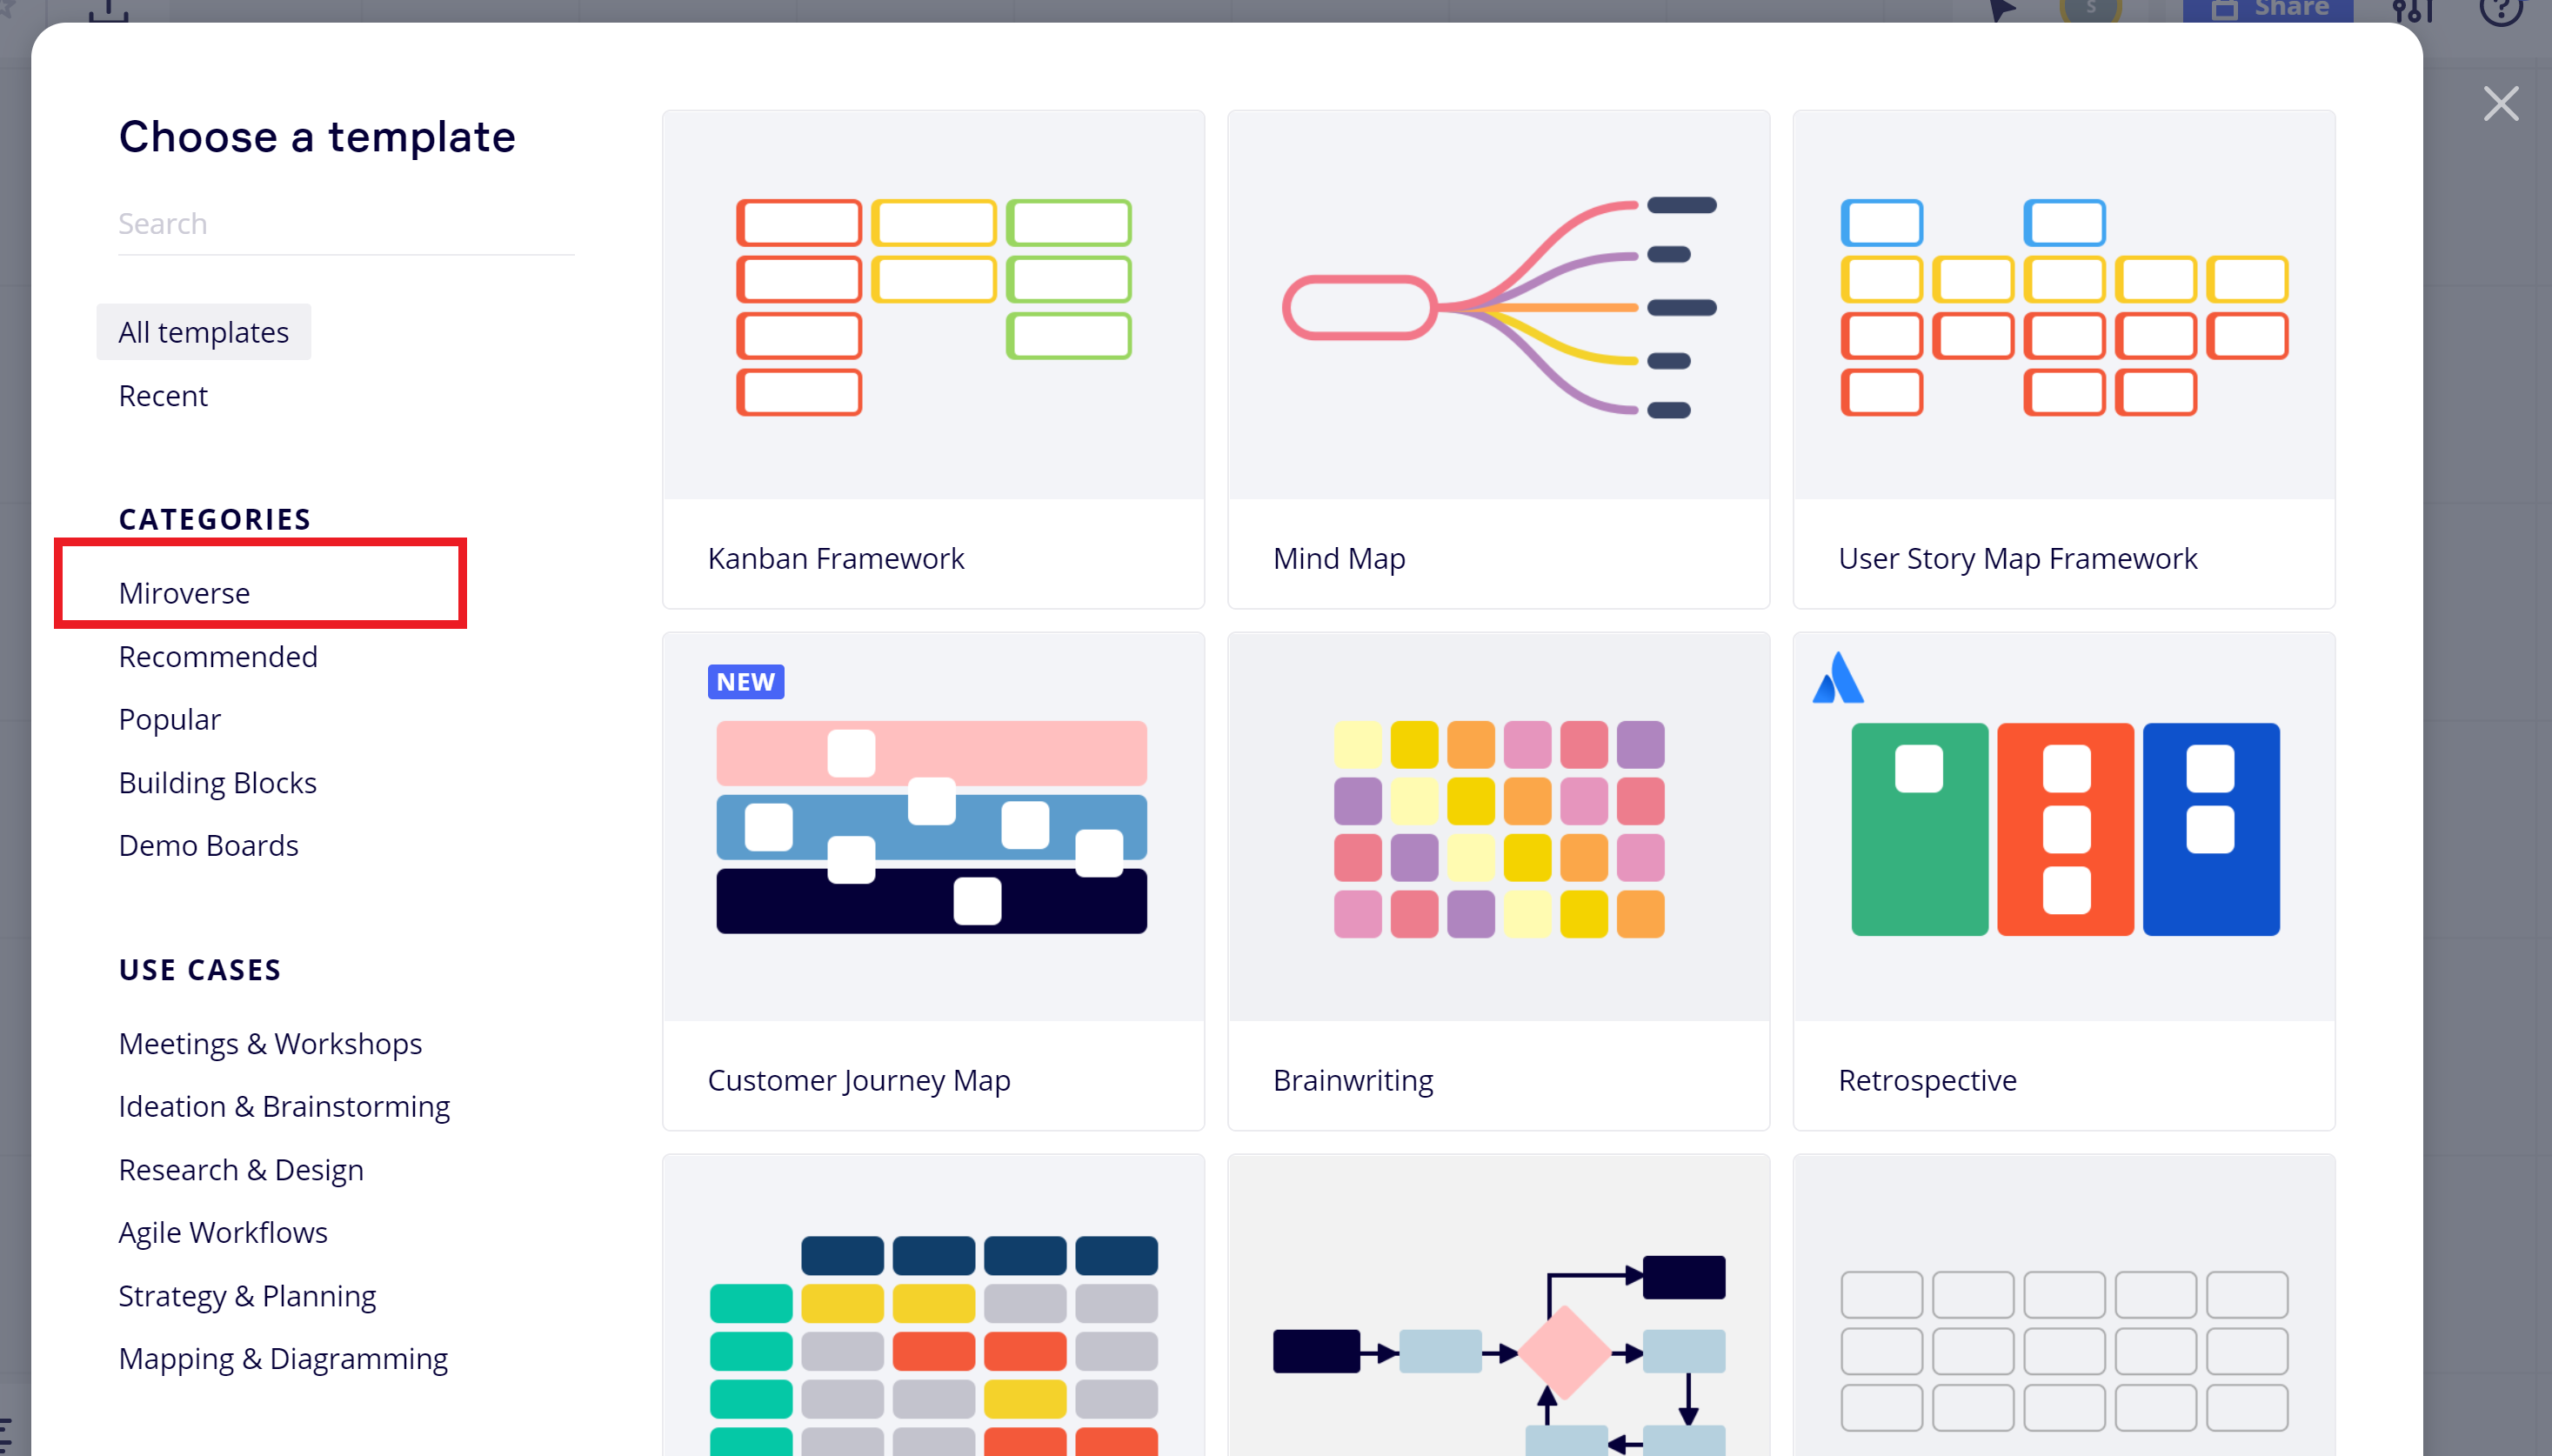 S
Share
Choose a template
Search
All templates
Recent
CATEGORIES
Miroverse
Recommended
Popular
Building Blocks
Demo Boards
USE CASES
Meetings & Workshops
Ideation & Brainstorming
Research & Design
Agile Workflows
Strategy & Planning
Mapping & Diagramming
Kanban Framework
Mind Map
User Story Map Framework
NEW
Customer Journey Map
Brainwriting
Retrospective